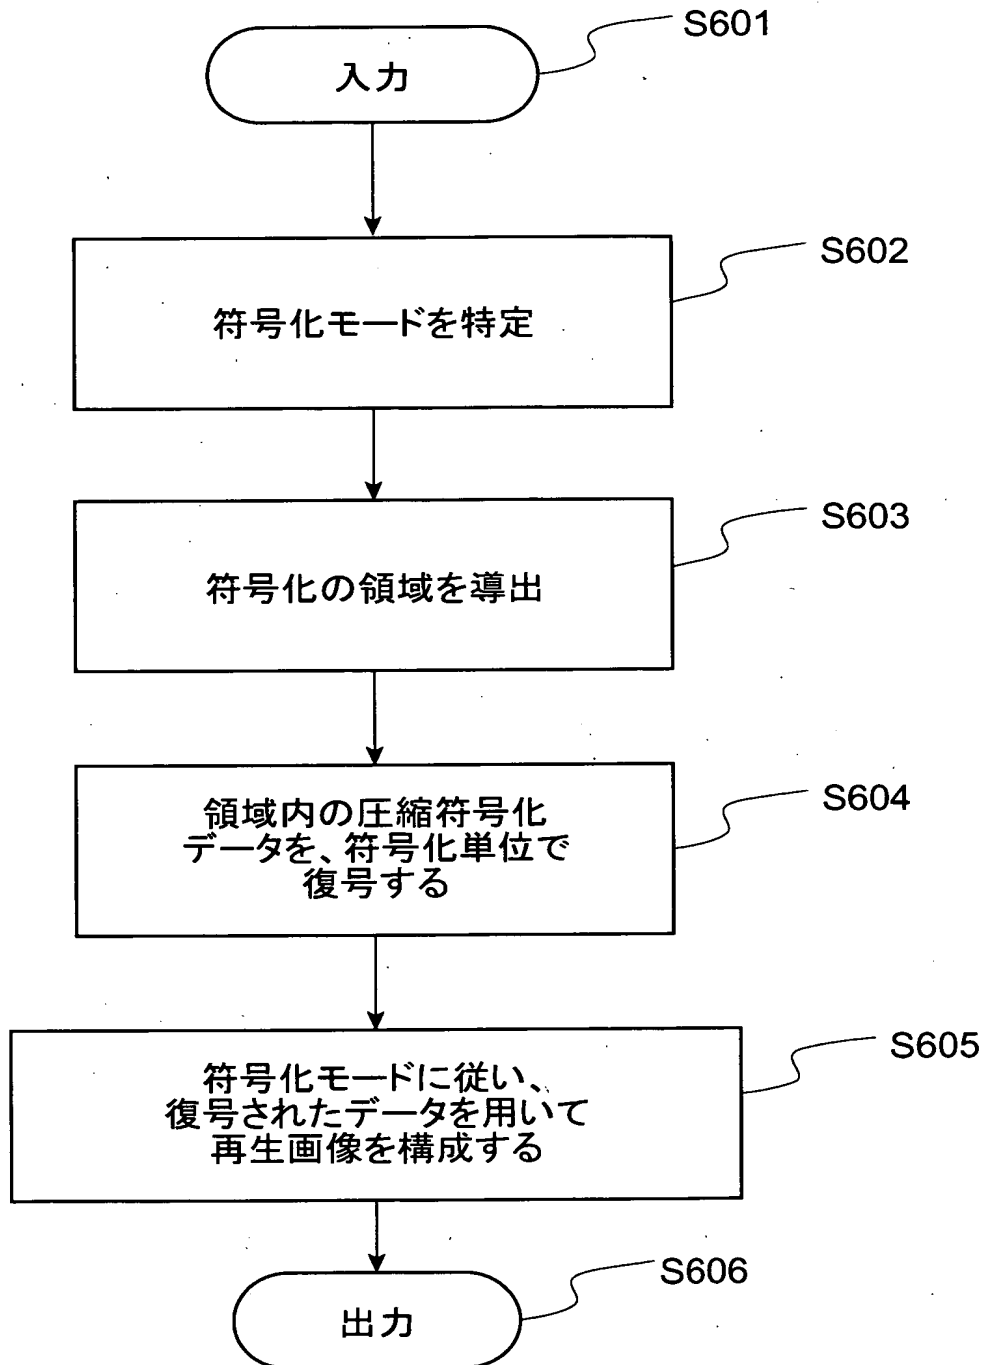 S601
入力
S602
符号化モードを特定
S603
符号化の領域を導出
S604
領域内の圧縮符号化
データを、符号化単位で
復号する
S605
符号化モードに従い、
復号されたデータを用いて
再生画像を構成する
S606
出力